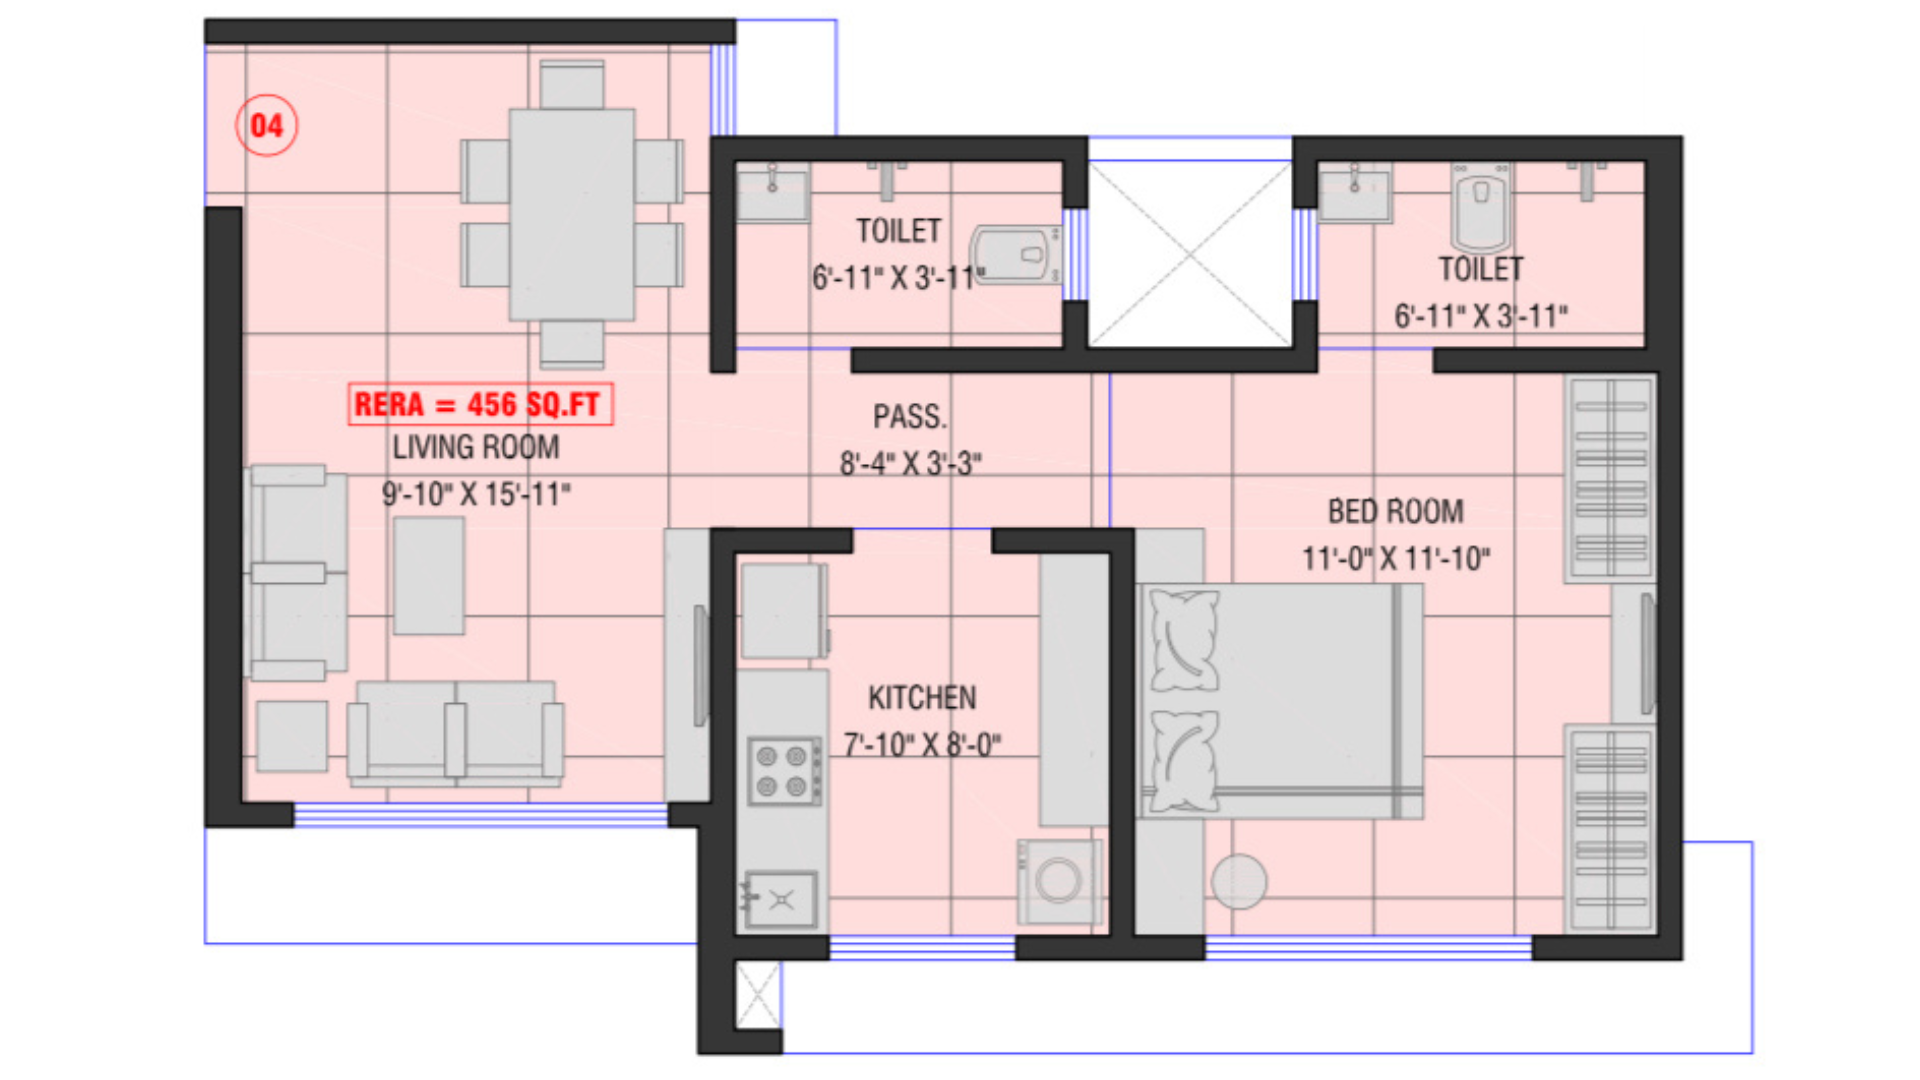 04
TOILET
6'-11" X 3'-11"
TOILET
6'-11" X 3'-11"
RERA = 456 SQ.FT
LIVING ROOM
9'-10" X 15'-11"
PASS.
8'-4" X 3'-3"
BED ROOM
11'-0" X 11'-10"
KITCHEN
7'-10" X 8'-0"